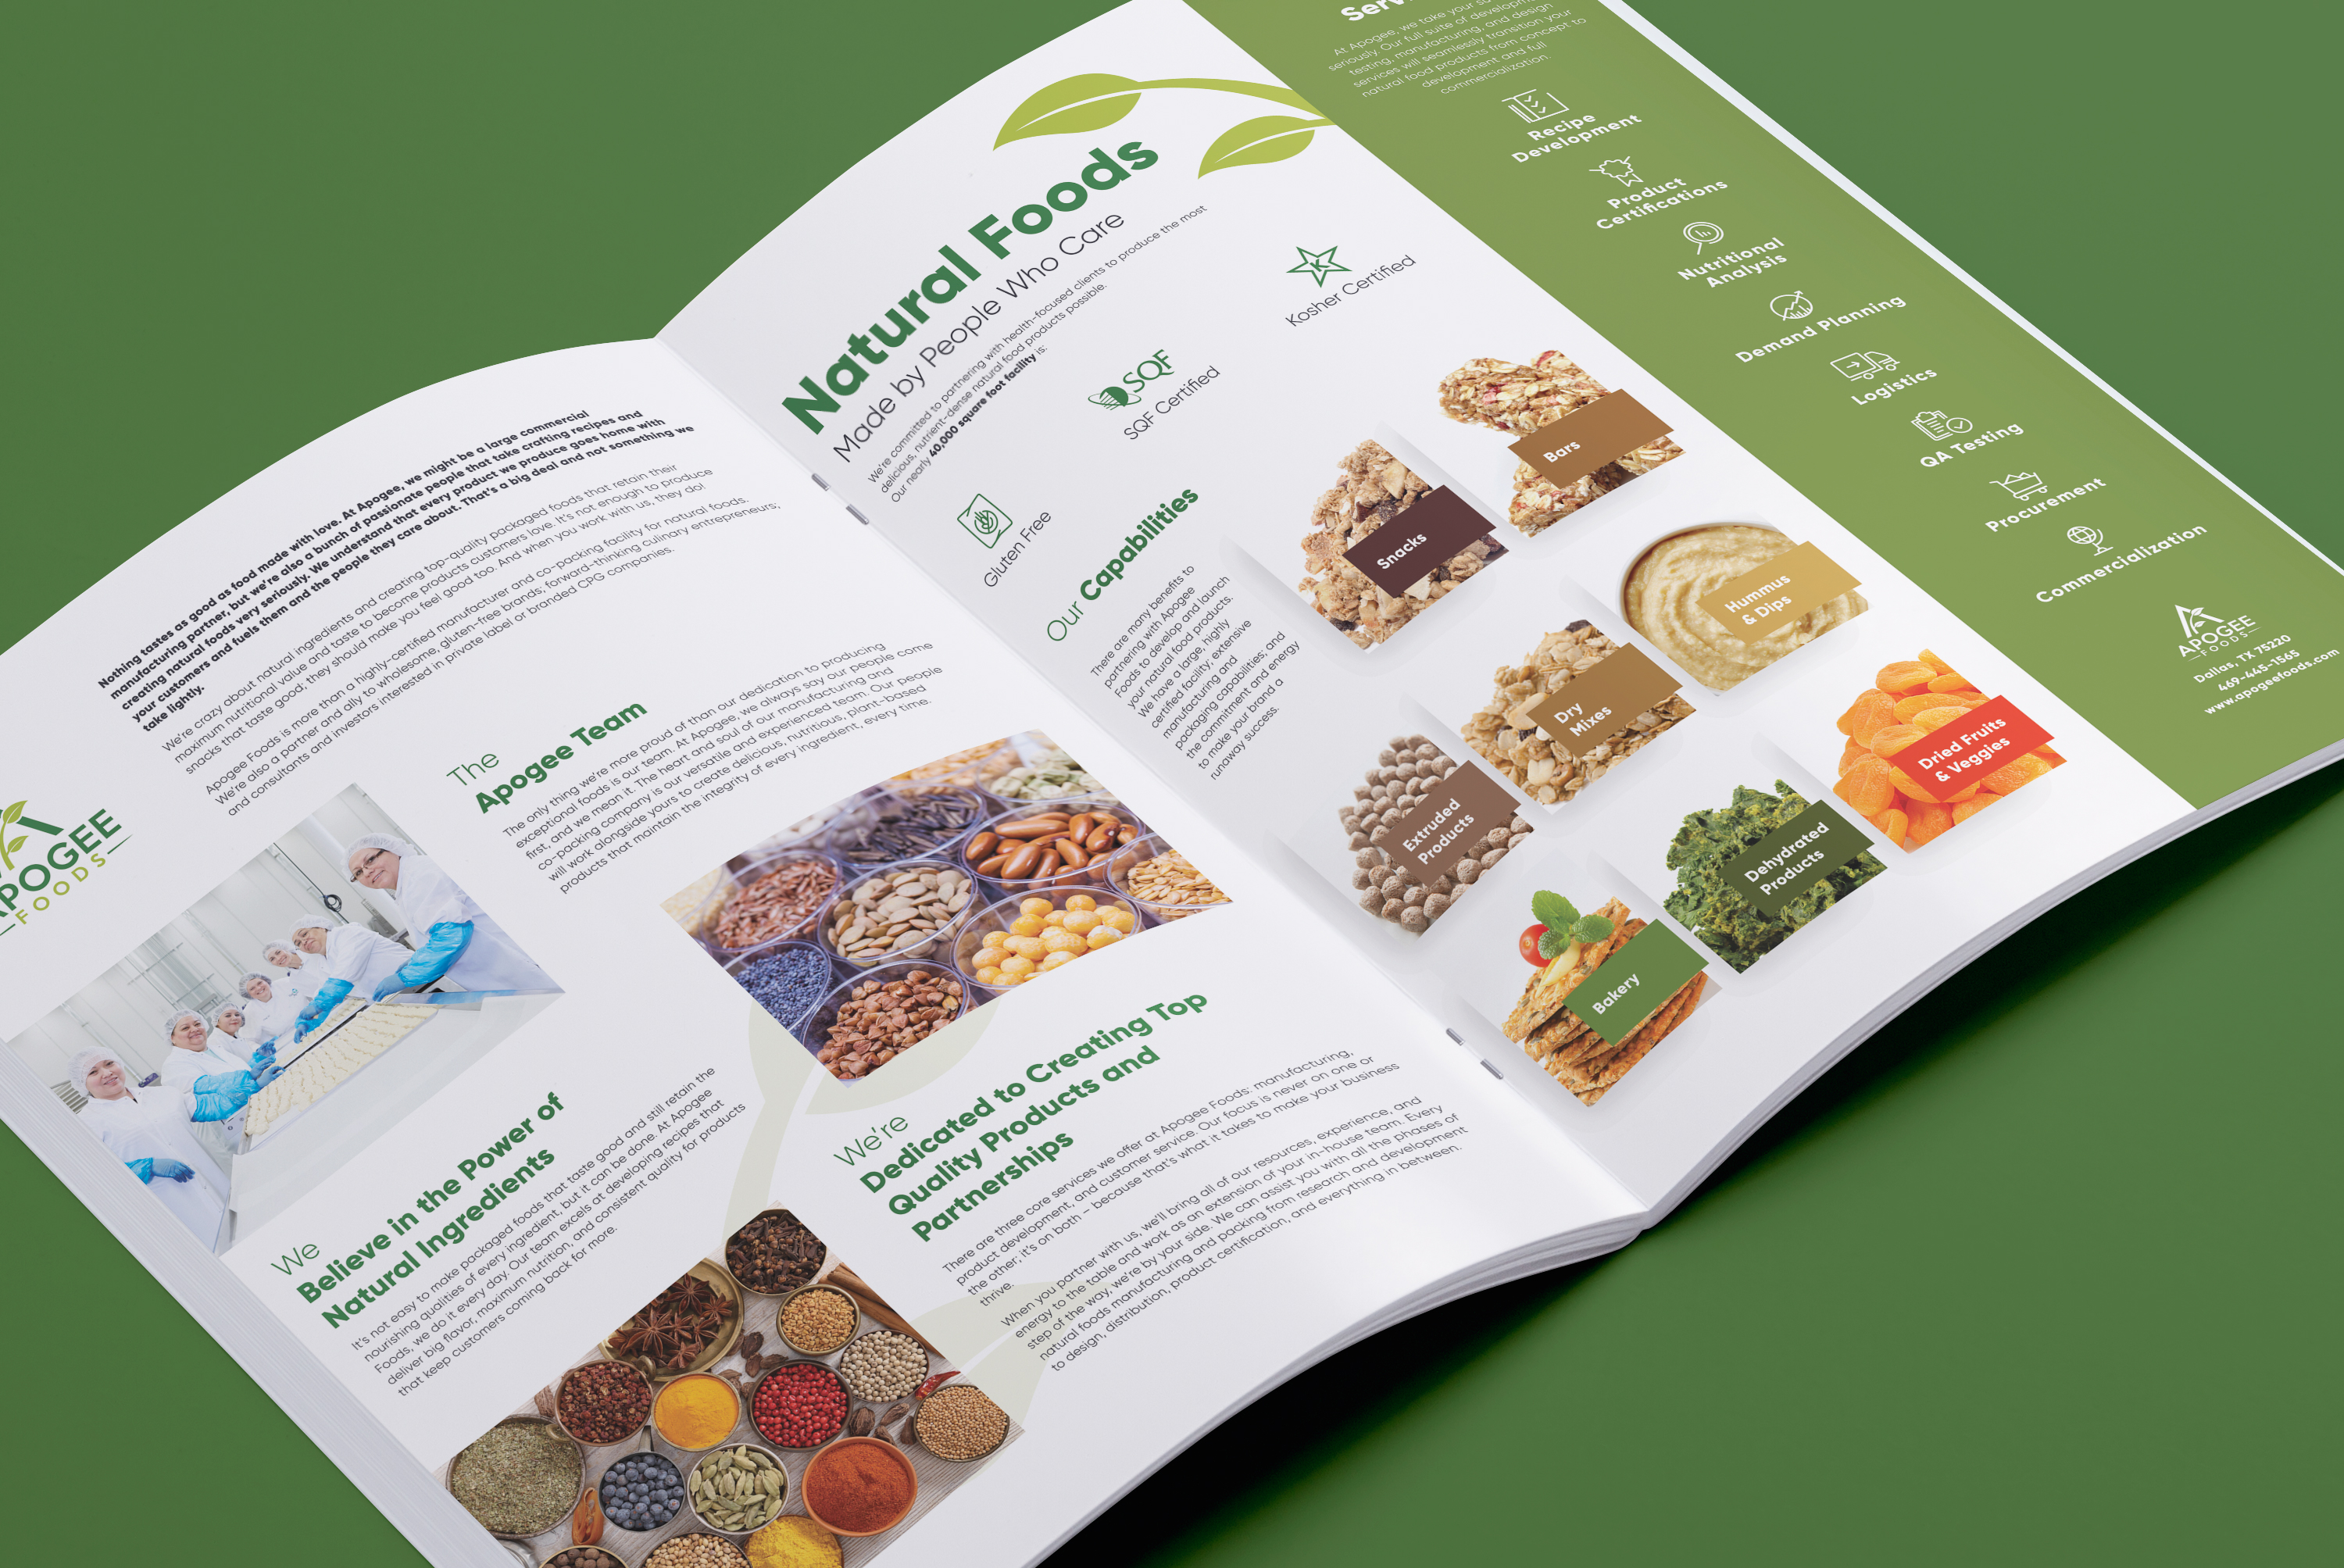 Nothing tastes as good as food made with love. At Apogee, we might be a large commercial
manufacturing partner, but we're also a bunch of passionate people that take crafting recipes and
creating natural foods very seriously. We understand that every product we produce goes home with
your customers and fuels them and the people they care about. That's a big deal and not something we
take lightly.
We're crazy about natural ingredients and creating top-quality packaged foods that retain their
maximum nutritional value and taste to become products customers love. It's not enough to produce
snacks that taste good; they should make you feel good too. And when you work with us, they do!
Apogee Foods is more than a highly-certified manufacturer and co-packing facility for natural foods.
We're also a partner and ally to wholesome, gluten-free brands; forward-thinking culinary entrepreneurs;
and consultants and investors interested in private label or branded CPG companies.
APOGEE
FOODS
The
Apogee Team
The only thing we're more proud of than our dedication to producing
exceptional foods is our team. At Apogee, we always say our people come
first, and we mean it. The heart and soul of our manufacturing and
co-packing company is our versatile and experienced team. Our people
will work alongside yours to create delicious, nutritious, plant-based
products that maintain the integrity of every ingredient, every time.
We
Believe in the Power of
Natural Ingredients
It's not easy to make packaged foods that taste good and still retain the
nourishing qualities of every ingredient, but it can be done. At Apogee
Foods, we do it every day. Our team excels at developing recipes that
deliver big flavor, maximum nutrition, and consistent quality for products
that keep customers coming back for more.
We're
Dedicated to Creating Top
Quality Products and
Partnerships
There are three core services we offer at Apogee Foods: manufacturing,
product development, and customer service. Our focus is never on one or
the other; it's on both – because that's what it takes to make your business
thrive.
When you partner with us, we'll bring all of our resources, experience, and
energy to the table and work as an extension of your in-house team. Every
step of the way, we're by your side. We can assist you with all the phases of
natural foods manufacturing and packing from research and development
to design, distribution, product certification, and everything in between.
Natural Foods
Made by People Who Care
We're committed to partnering with health-focused clients to produce the most
delicious, nutrient-dense natural food products possible.
Our nearly 40,000 square foot facility is:
Gluten Free
SQF
SQF Certified
K
Kosher Certified
Our Capabilities
There are many benefits to
partnering with Apogee
Foods to develop and launch
your natural food products.
We have a large, highly
certified facility; extensive
manufacturing and
packaging capabilities; and
the commitment and energy
to make your brand a
runaway success.
Snacks
Bars
Extruded
Products
Dry
Mixes
Hummus
& Dips
Bakery
Dehydrated
Products
Dried Fruits
& Veggies
At Apogee, we take your
seriously. Our full suite of
testing, manufacturing, and design
services will seamlessly transition your
natural food products from concept to
development and full
commercialization.
Recipe
Development
Product
Certifications
Nutritional
Analysis
Demand Planning
Logistics
QA Testing
Procurement
Commercialization
APOGEE
FOODS
Dallas, TX 75220
469-445-1565
www.apogeefoods.com